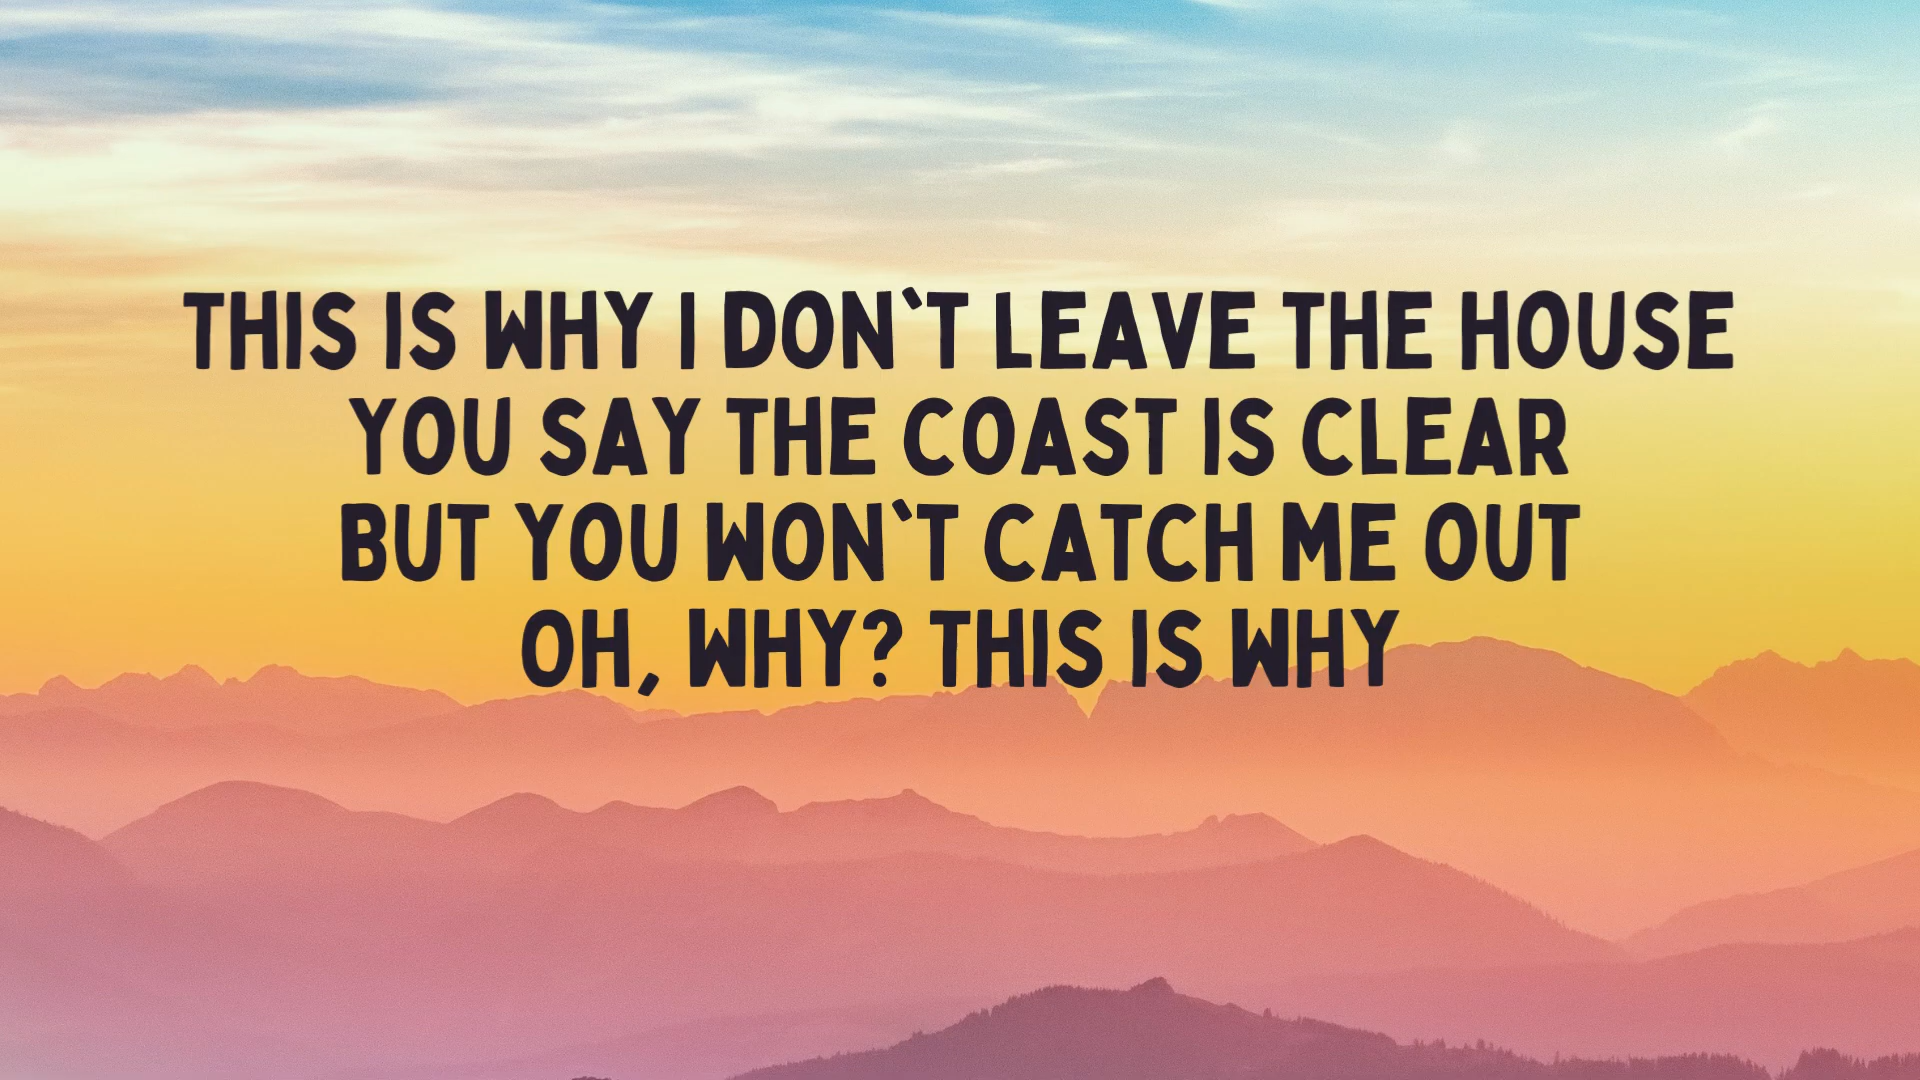 THIS IS WHY I DON`T LEAVE THE HOUSE
YOU SAY THE COAST IS CLEAR
BUT YOU WON`T CATCH ME OUT
OH, WHY? THIS IS WHY